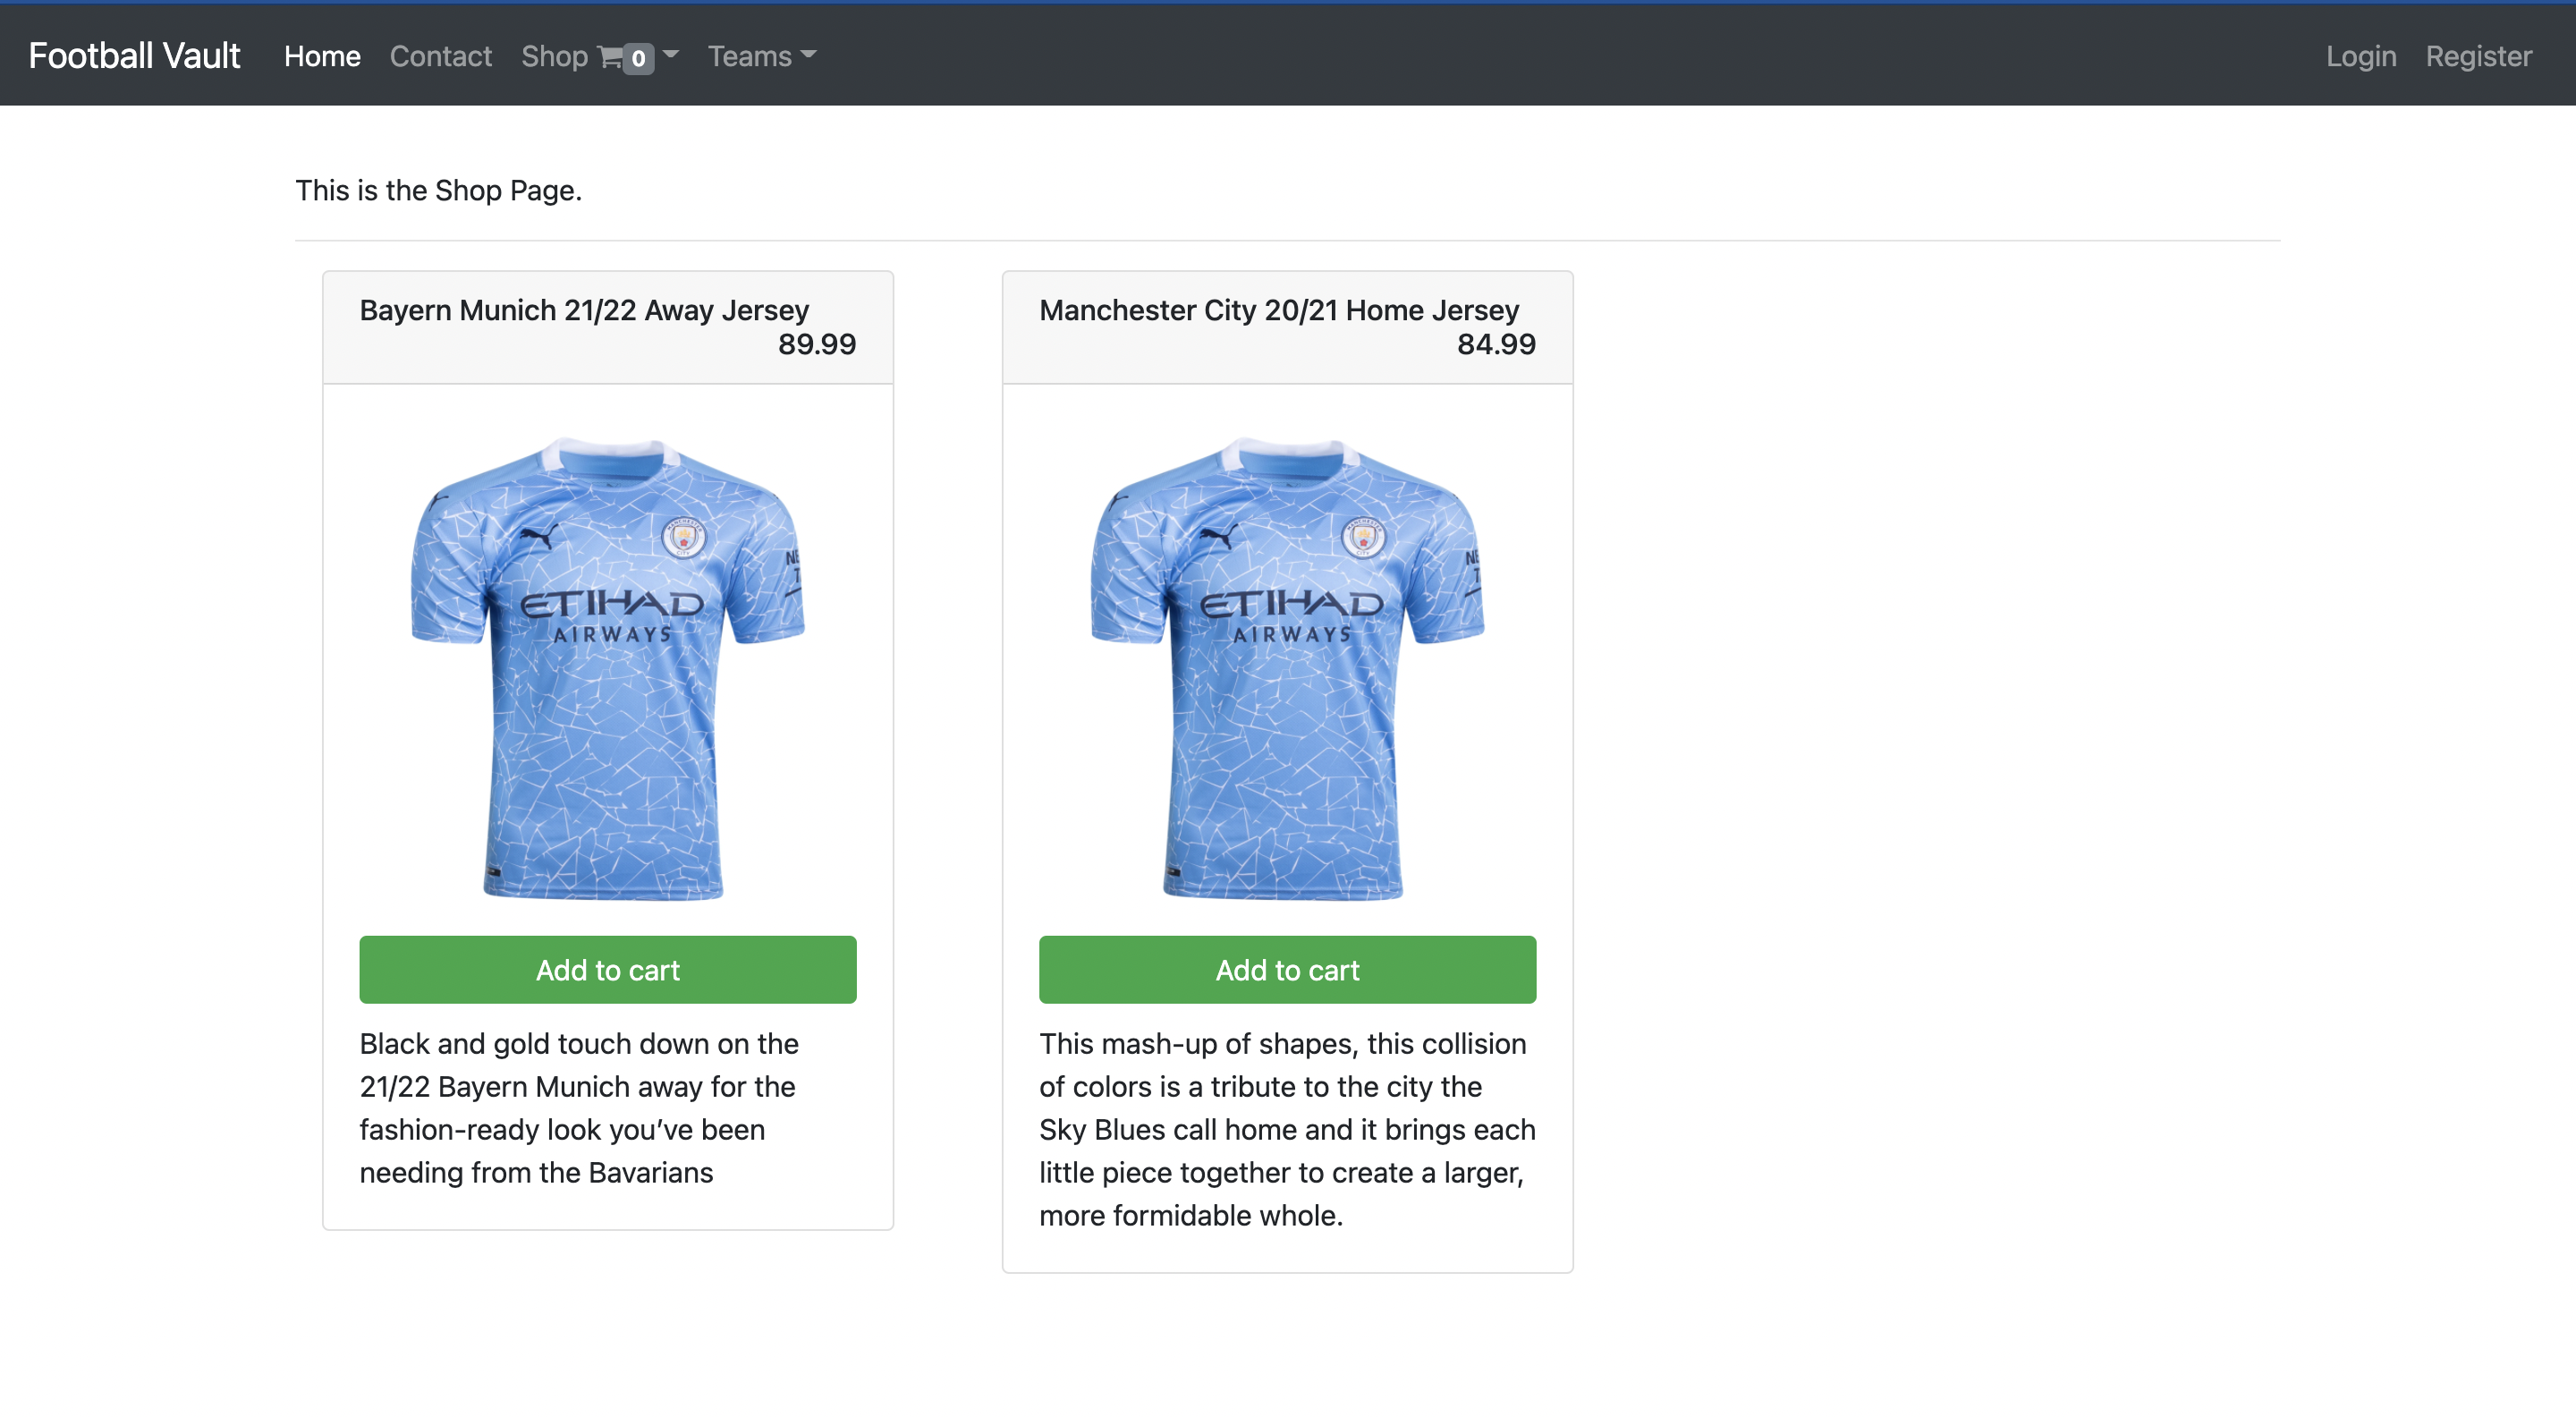 Football Vault Home Contact Shop 0 Teams Login Register
This is the Shop Page.
Bayern Munich 21/22 Away Jersey
89.99
ETIHAD
AIRWAYS
Add to cart
Black and gold touch down on the
21/22 Bayern Munich away for the
fashion-ready look you’ve been
needing from the Bavarians
Manchester City 20/21 Home Jersey
84.99
ETIHAD
AIRWAYS
Add to cart
This mash-up of shapes, this collision
of colors is a tribute to the city the
Sky Blues call home and it brings each
little piece together to create a larger,
more formidable whole.